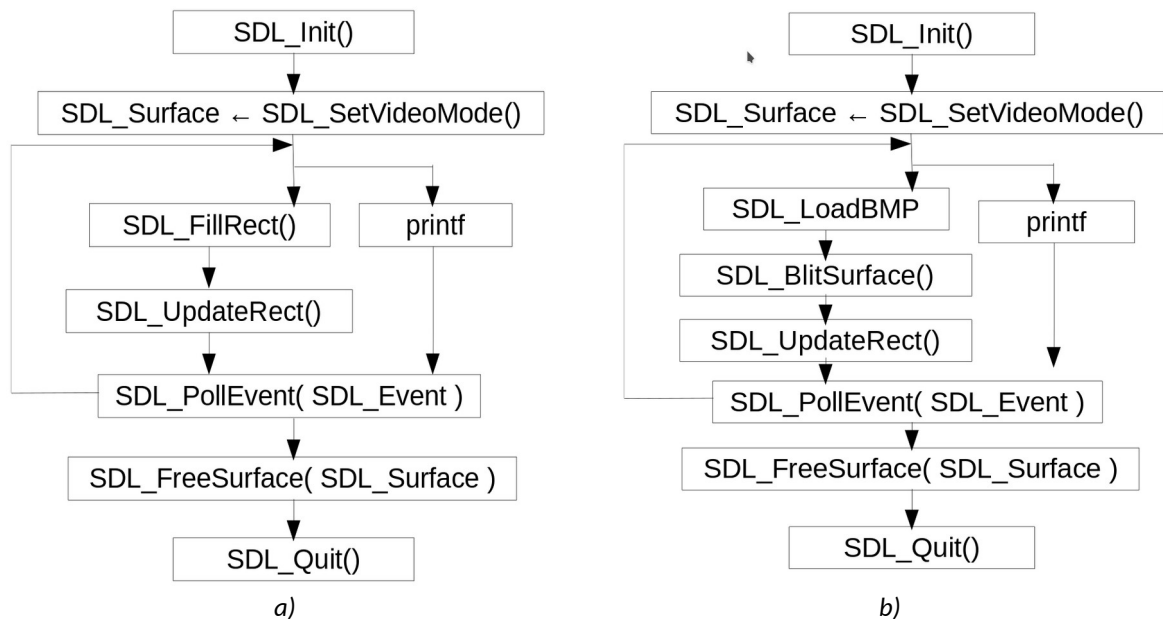 SDL_Init()
SDL_Surface ← SDL_SetVideoMode()
SDL_FillRect()
printf
SDL_UpdateRect()
SDL_PollEvent( SDL_Event )
SDL_FreeSurface( SDL_Surface )
SDL_Quit()
a)
SDL_Init()
SDL_Surface ← SDL_SetVideoMode()
SDL_LoadBMP
printf
SDL_BlitSurface()
SDL_UpdateRect()
SDL_PollEvent( SDL_Event )
SDL_FreeSurface( SDL_Surface )
SDL_Quit()
b)